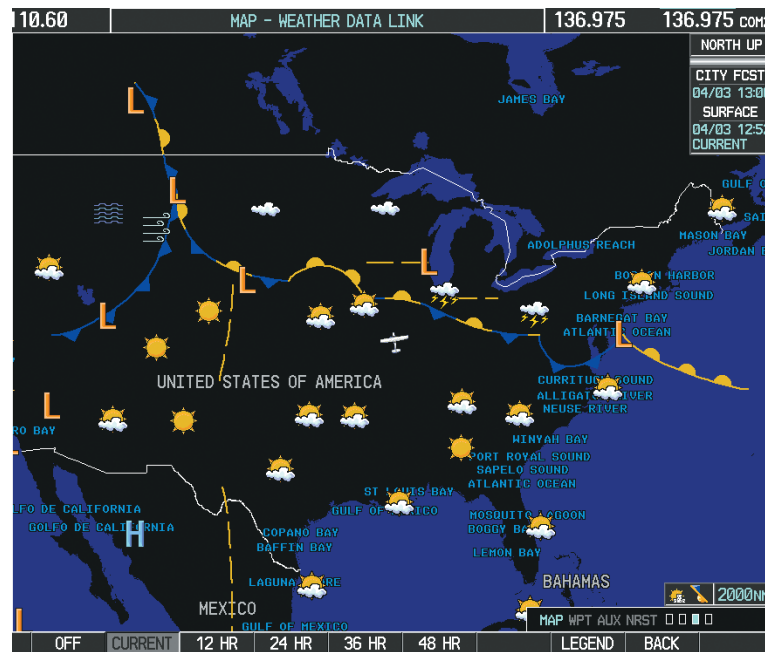 110.60
MAP – WEATHER DATA LINK
136.975
136.975 COM2
NORTH UP
CITY FCST
04/03 13:00
SURFACE
04/03 12:52
CURRENT
JAMES BAY
L
L
L
L
L
L
L
L
H
GULF O
SAI
MASON BAY
JORDAN B
ADOLPHUS REACH
BOSTON HARBOR
LONG ISLAND SOUND
BARNEGAT BAY
ATLANTIC OCEAN
UNITED STATES OF AMERICA
CURRITUCK SOUND
ALLIGATOR RIVER
NEUSE RIVER
RO BAY
WINYAH BAY
PORT ROYAL SOUND
SAPELO SOUND
ATLANTIC OCEAN
ST LOUIS BAY
GULF OF MEXICO
LFO DE CALIFORNIA
GOLFO DE CALIFORNIA
MOSQUITO LAGOON
BOGGY BAY
COPANO BAY
BAFFIN BAY
LEMON BAY
LAGUNA MADRE
BAHAMAS
MEXICO
GULF OF MEXICO
2000NM
MAP WPT AUX NRST
OFF
CURRENT
12 HR
24 HR
36 HR
48 HR
LEGEND
BACK